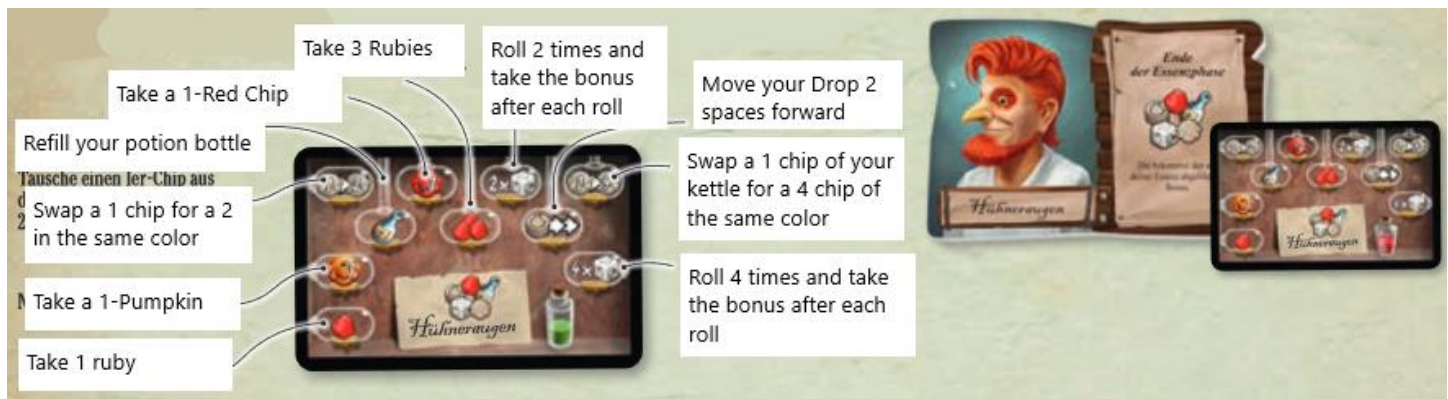 Take 3 Rubies
Roll 2 times and
take the bonus
after each roll
Take a 1-Red Chip
Move your Drop 2
spaces forward
Refill your potion bottle
Tausche einen 1er-Chip aus
Swap a 1 chip for a 2
in the same color
Swap a 1 chip of your
kettle for a 4 chip of
the same color
Take a 1-Pumpkin
Roll 4 times and take
the bonus after each
roll
Take 1 ruby
2×
4×
Hühneraugen
Ende
der Essenzphase
Hühneraugen
Hühneraugen